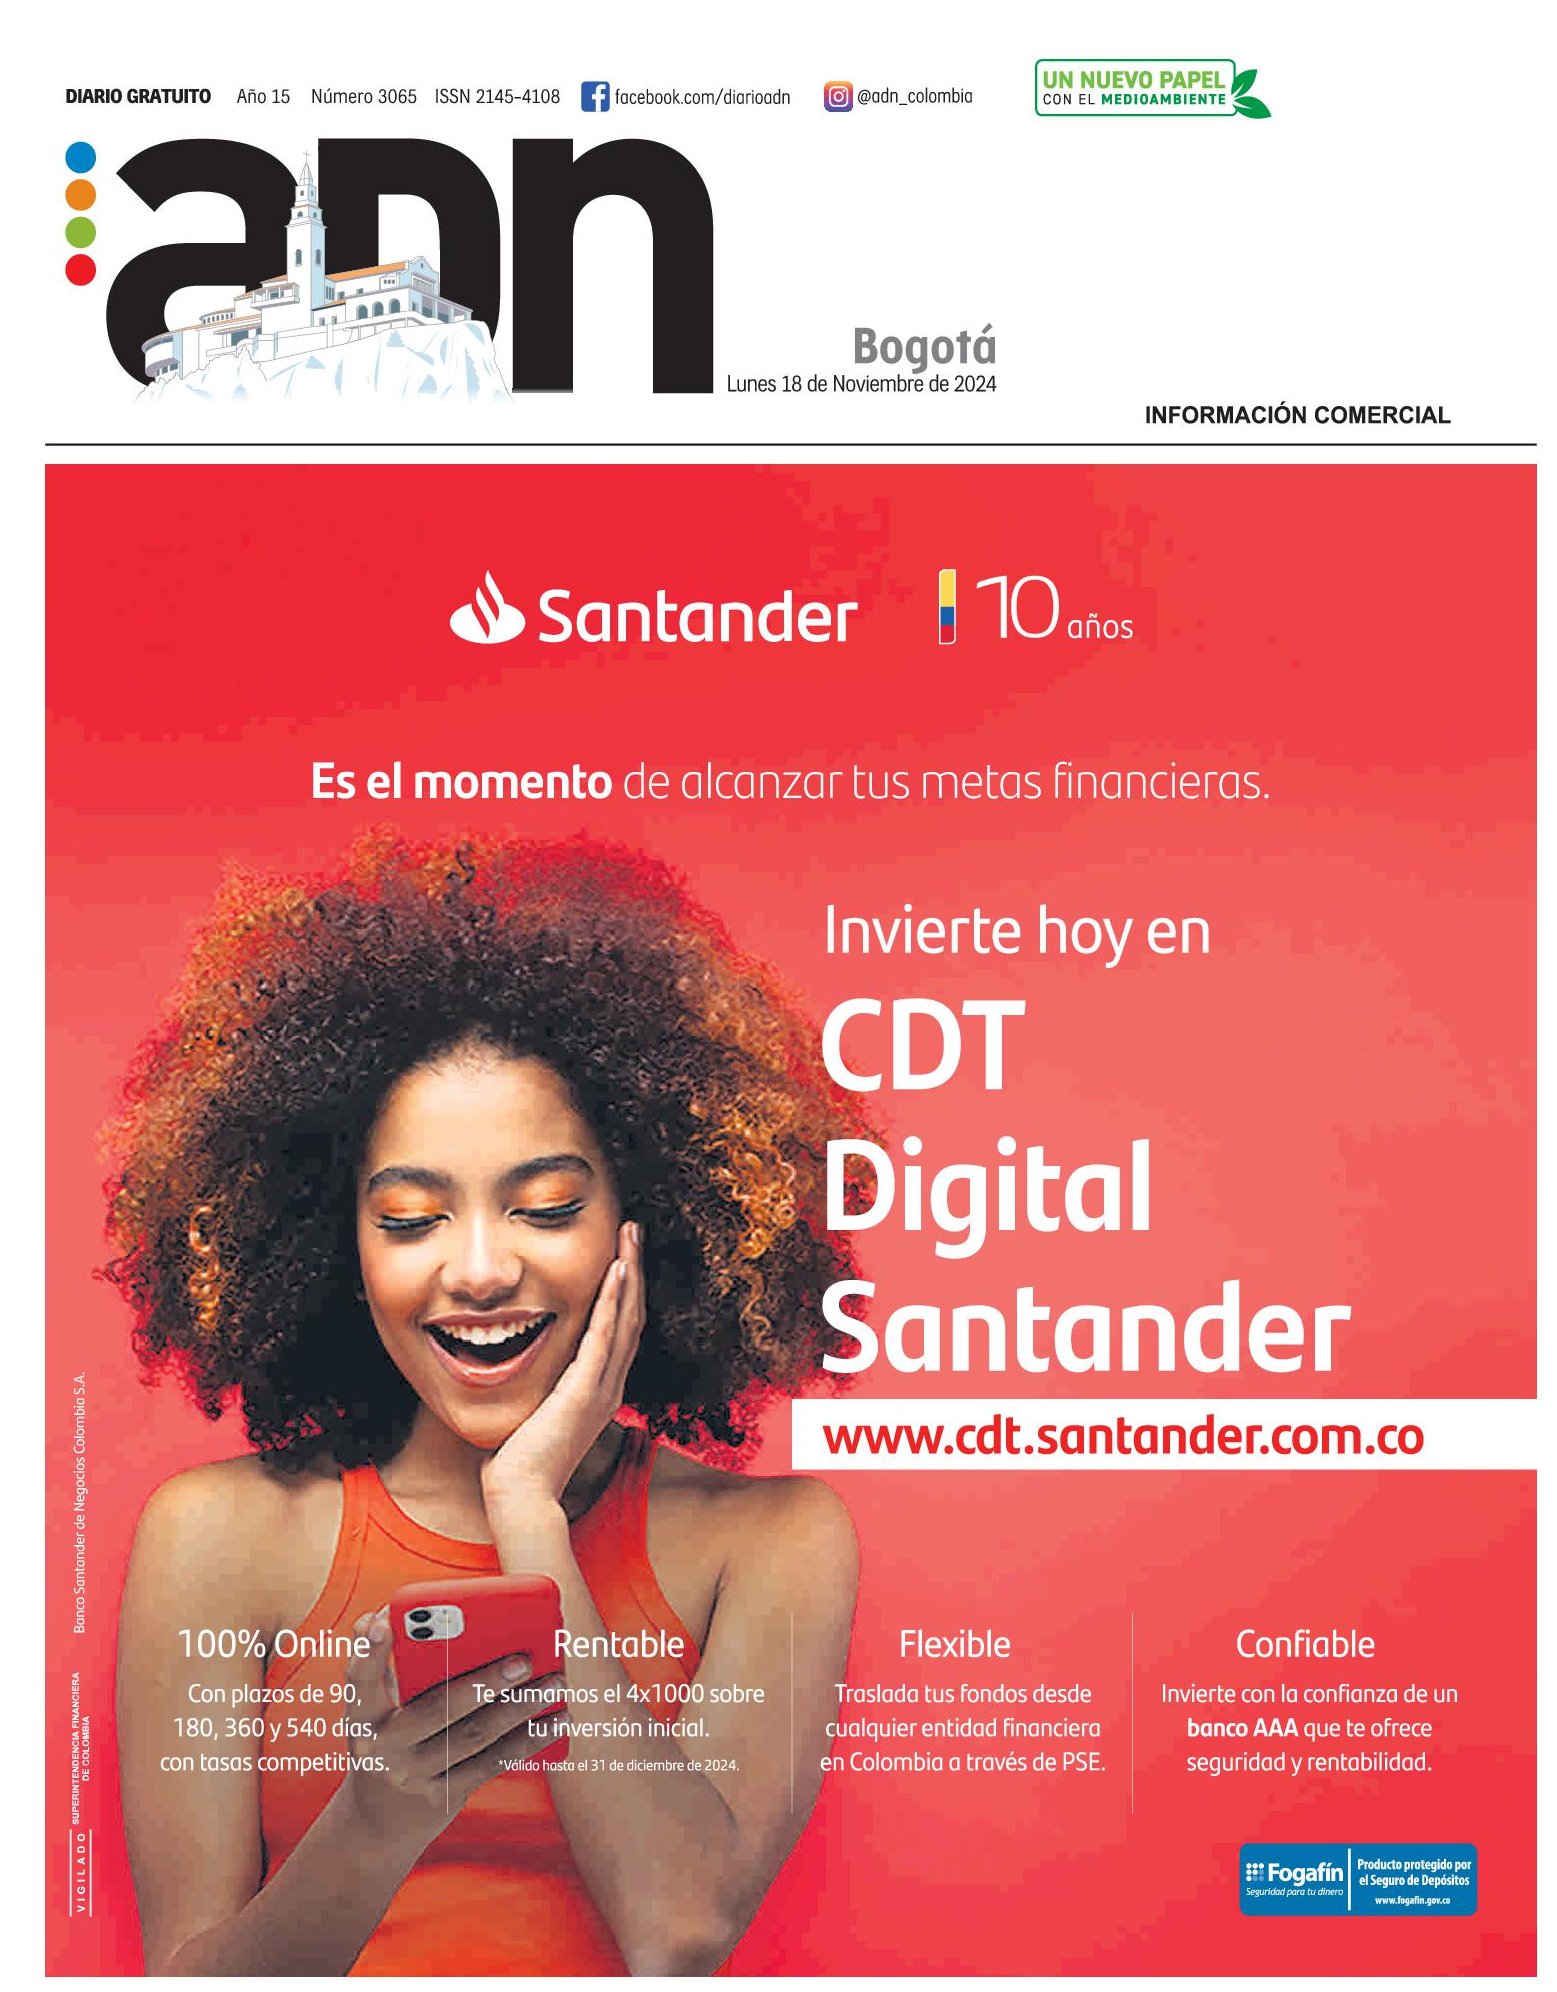 DIARIO GRATUITO Año 15 Número 3065 ISSN 2145-4108 facebook.com/diarioadn @adn_colombia
UN NUEVO PAPEL
CON EL MEDIOAMBIENTE
adn
Bogotá
Lunes 18 de Noviembre de 2024
INFORMACIÓN COMERCIAL
Santander 10 años
Es el momento de alcanzar tus metas financieras.
Invierte hoy en
CDT
Digital
Santander
www.cdt.santander.com.co
100% Online
Con plazos de 90,
180, 360 y 540 días,
con tasas competitivas.
Rentable
Te sumamos el 4x1000 sobre
tu inversión inicial.
*Válido hasta el 31 de diciembre de 2024.
Flexible
Traslada tus fondos desde
cualquier entidad financiera
en Colombia a través de PSE.
Confiable
Invierte con la confianza de un
banco AAA que te ofrece
seguridad y rentabilidad.
Banco Santander de Negocios Colombia S.A.
VIGILADO
SUPERINTENDENCIA FINANCIERA
DE COLOMBIA
Fogafín
Seguridad para tu dinero
Producto protegido por
el Seguro de Depósitos
www.fogafin.gov.co